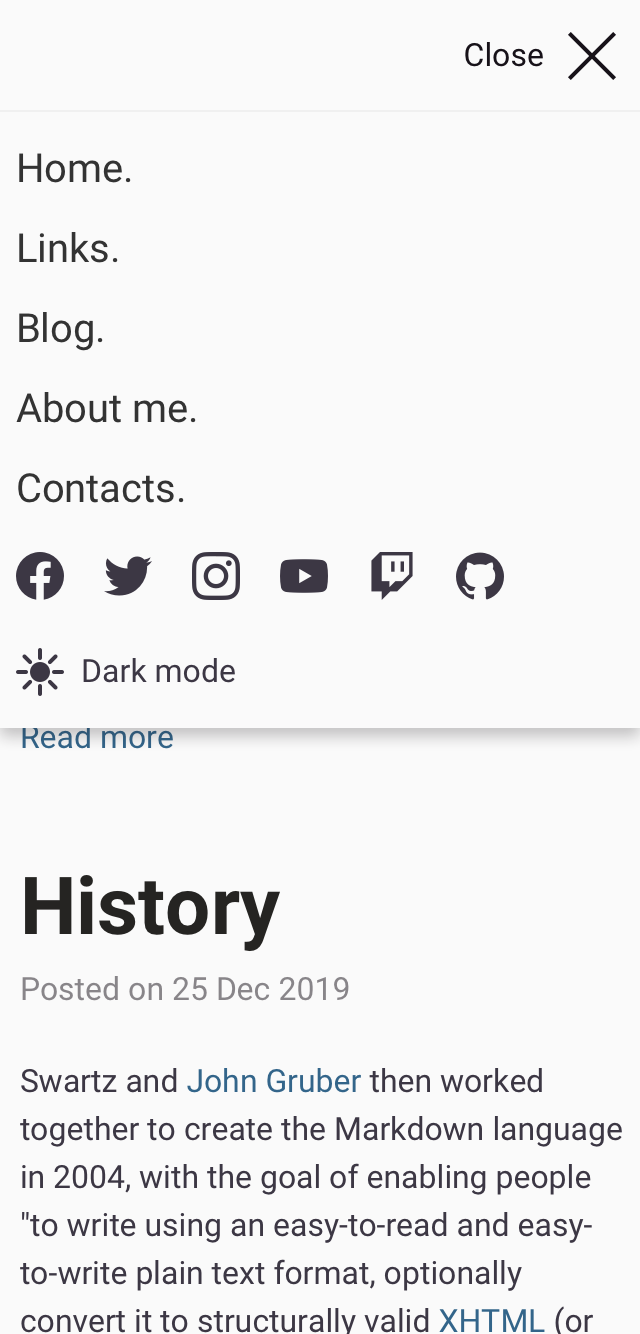 Close
Home.
Links.
Blog.
About me.
Contacts.
Dark mode
Read more
History
Posted on 25 Dec 2019
Swartz and John Gruber then worked
together to create the Markdown language
in 2004, with the goal of enabling people
"to write using an easy-to-read and easy-
to-write plain text format, optionally
convert it to structurally valid XHTML (or